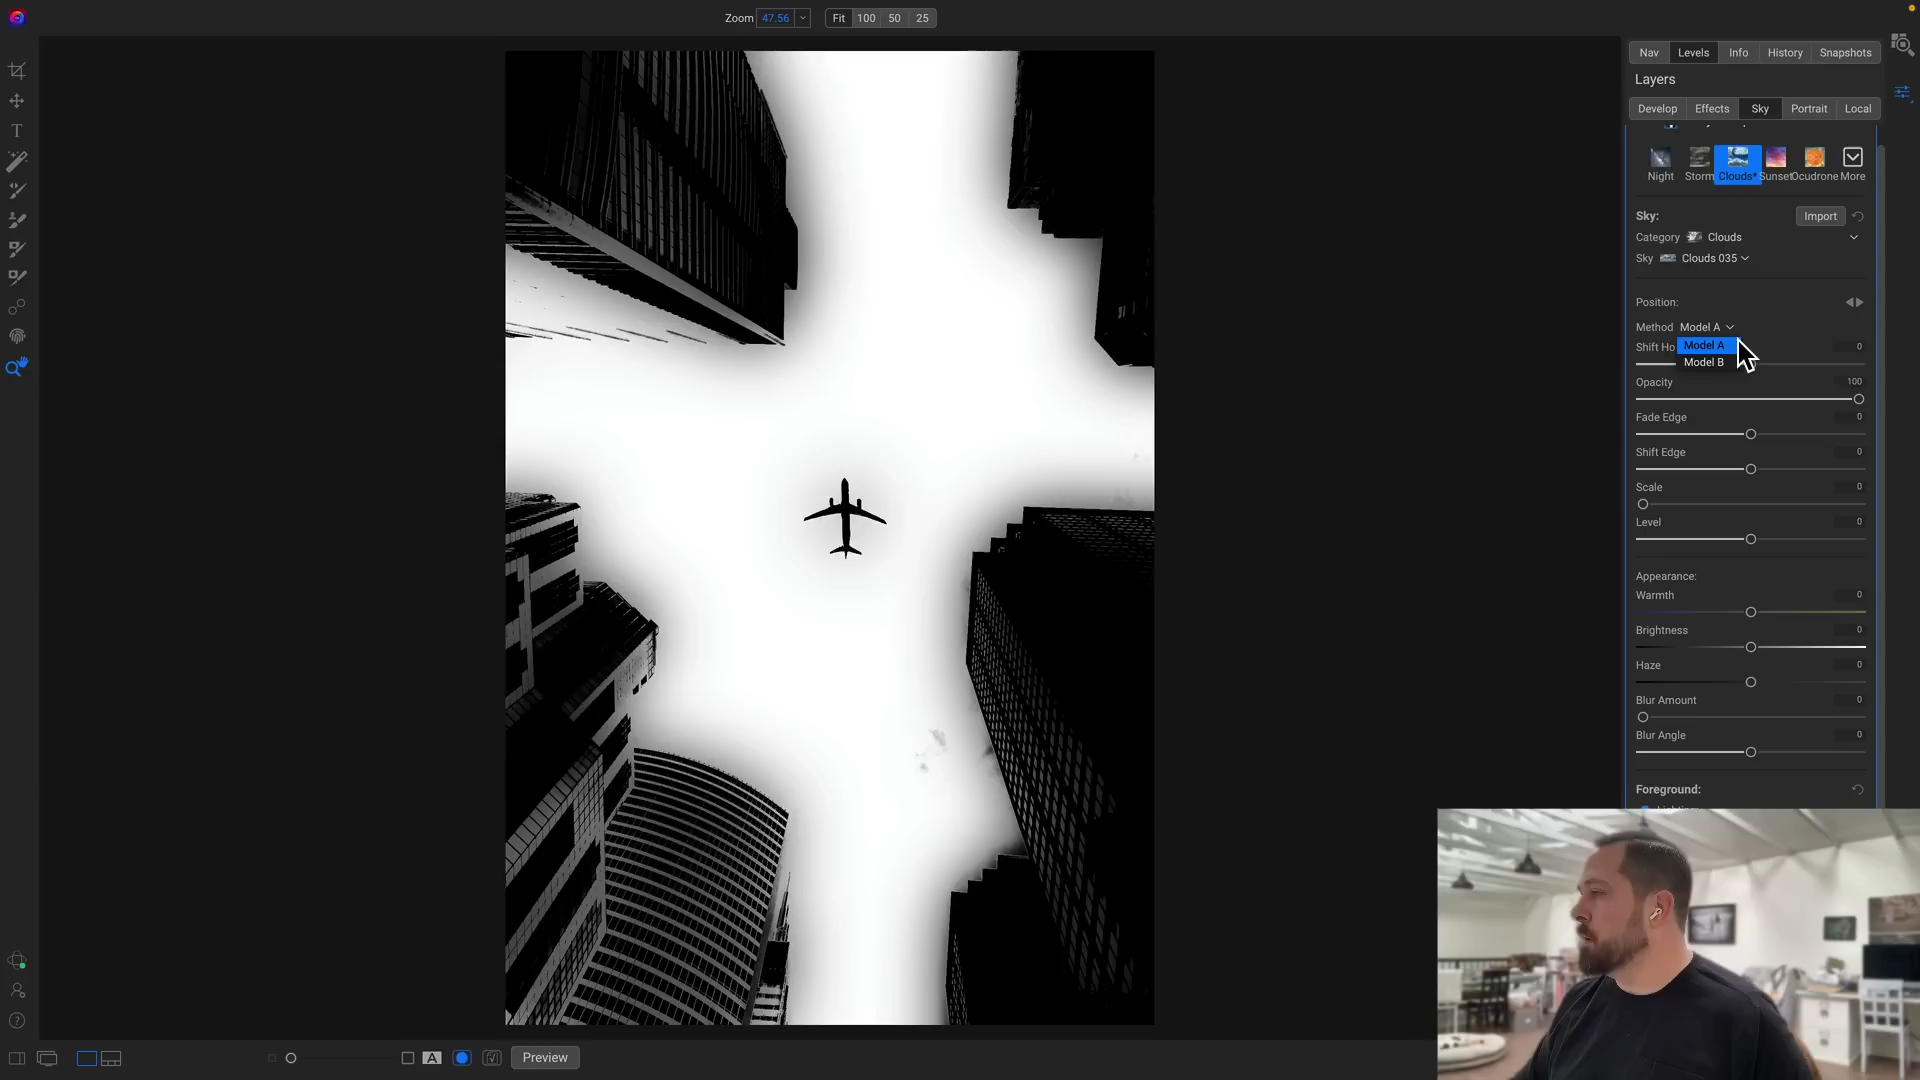 Zoom 47.56 Fit 100 50 25
Nav Levels Info History Snapshots
Layers
Develop Effects Sky Portrait Local
Night Storm Clouds* Sunset Ocudrone More
Sky: Import
Category Clouds
Sky Clouds 035
Position:
Method Model A
Shift Ho 0
Model A
Model B
Opacity 100
Fade Edge 0
Shift Edge 0
Scale 0
Level 0
Appearance:
Warmth 0
Brightness 0
Haze 0
Blur Amount 0
Blur Angle 0
Foreground:
T
?
A Preview